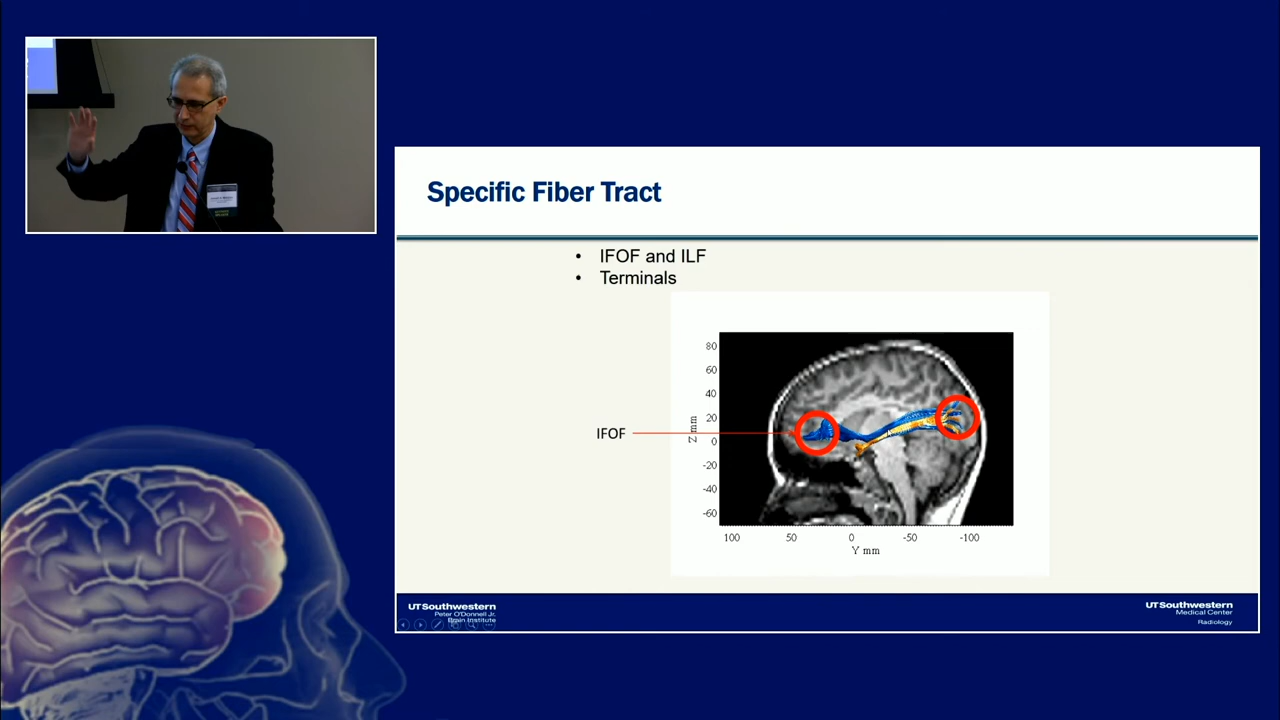 Specific Fiber Tract
• IFOF and ILF
• Terminals
IFOF
80
60
40
20
0
-20
-40
-60
Z mm
100 50 0 -50 -100
Y mm
UTSouthwestern
Peter O'Donnell Jr.
Brain Institute
UTSouthwestern
Medical Center
Radiology